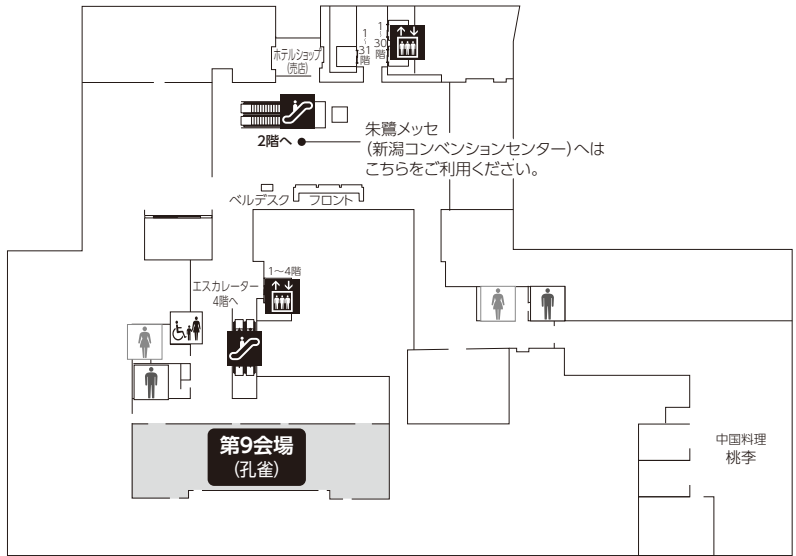 1〜31階
1〜30階
ホテルショップ
(売店)
2階へ
朱鷺メッセ
(新潟コンベンションセンター)へは
こちらをご利用ください。
ベルデスク
フロント
1〜4階
エスカレーター
4階へ
第9会場
(孔雀)
中国料理
桃李